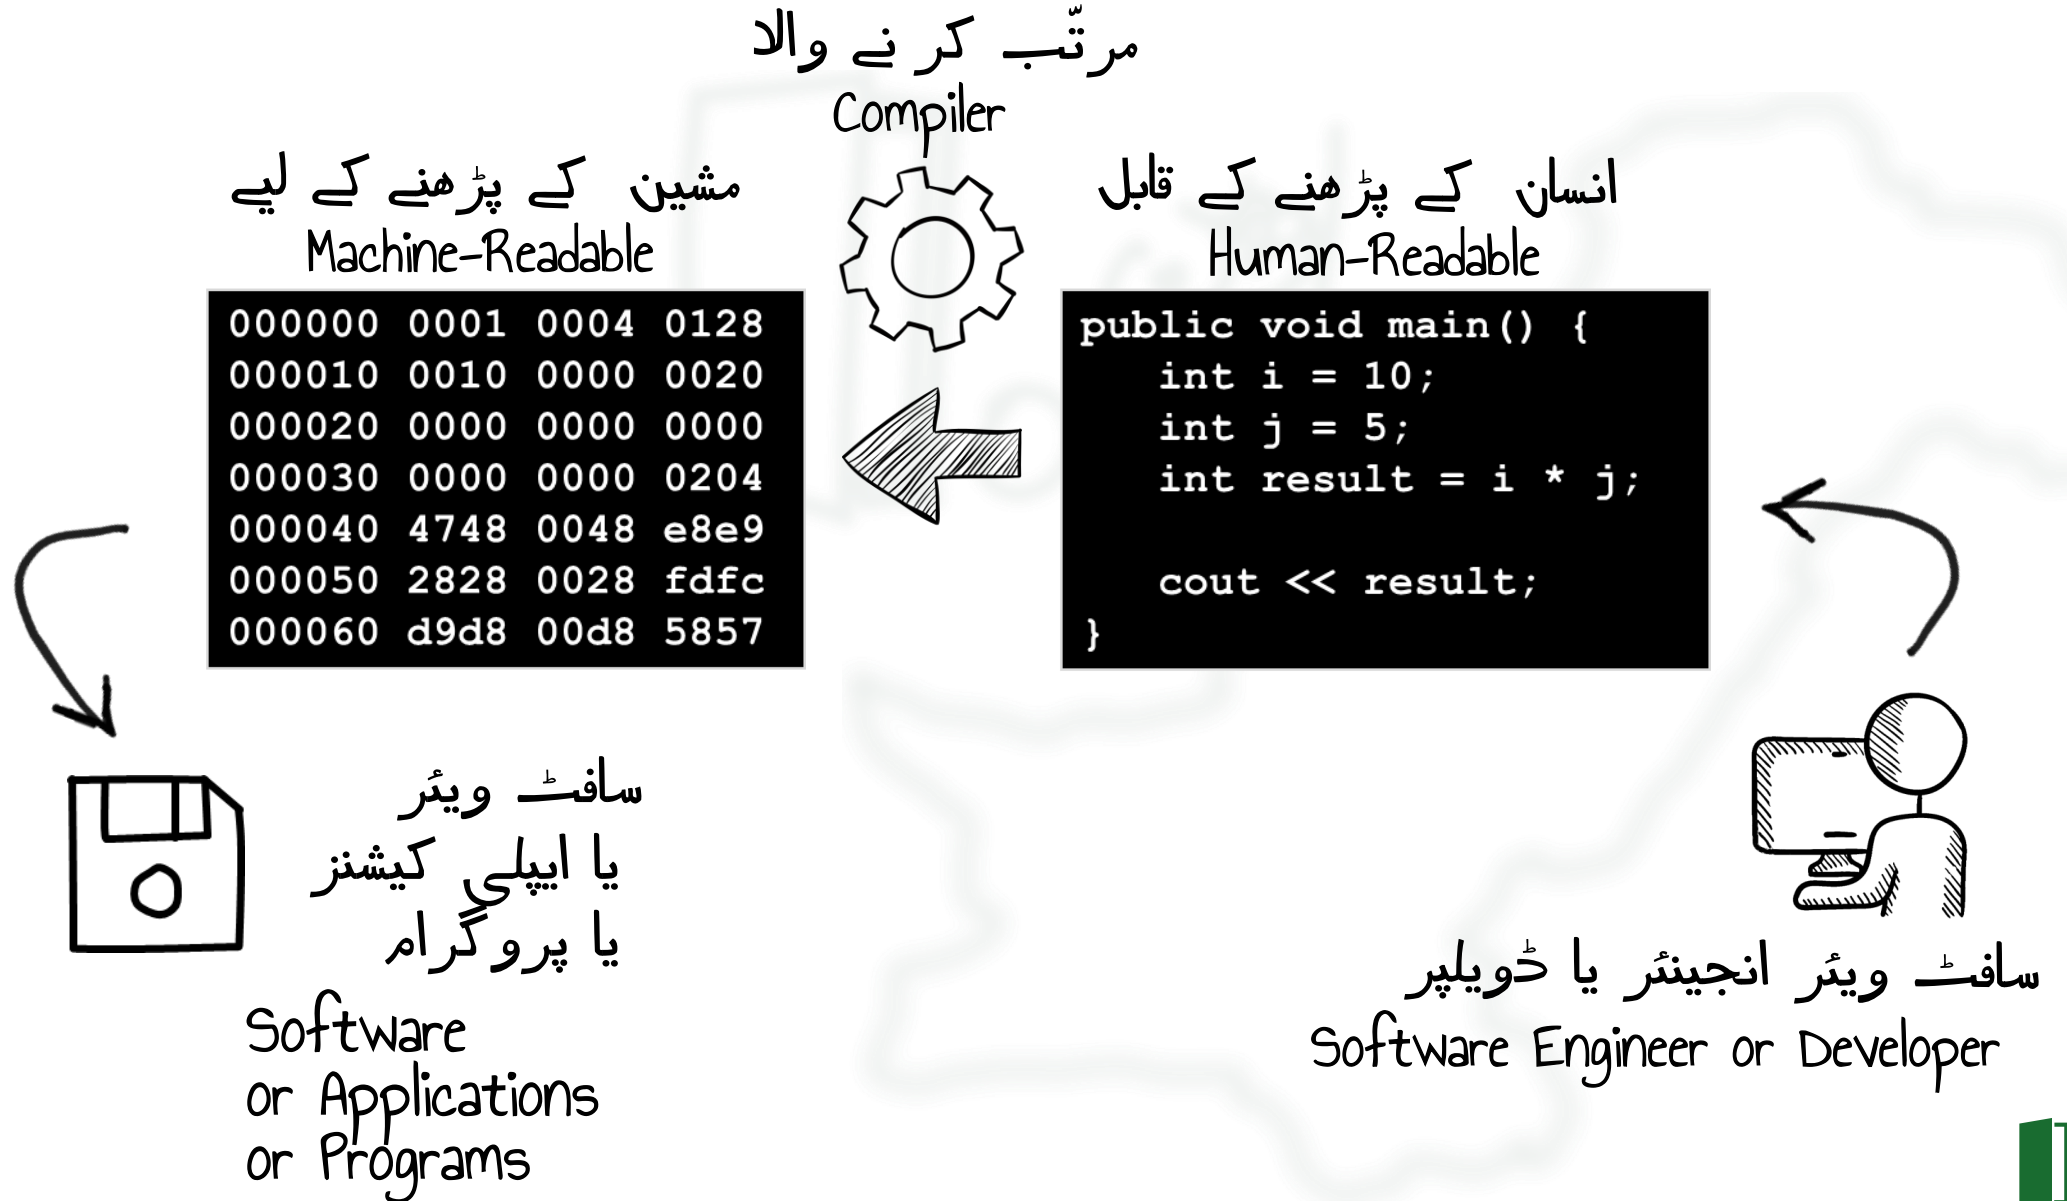 مرتّب کر نے والا
Compiler
انسان کے پڑھنے کے قابل
Human-Readable
public void main() {
int i = 10;
int j = 5;
int result = i * j;
cout << result;
}
مشین کے پڑھنے کے لیے
Machine-Readable
000000 0001 0004 0128
000010 0010 0000 0020
000020 0000 0000 0000
000030 0000 0000 0204
000040 4748 0048 e8e9
000050 2828 0028 fdfc
000060 d9d8 00d8 5857
سافٹ ویئر انجینئر یا ڈویلپر
Software Engineer or Developer
سافٹ ویئر
یا ایپلی کیشنز
یا پروگرام
Software
or Applications
or Programs